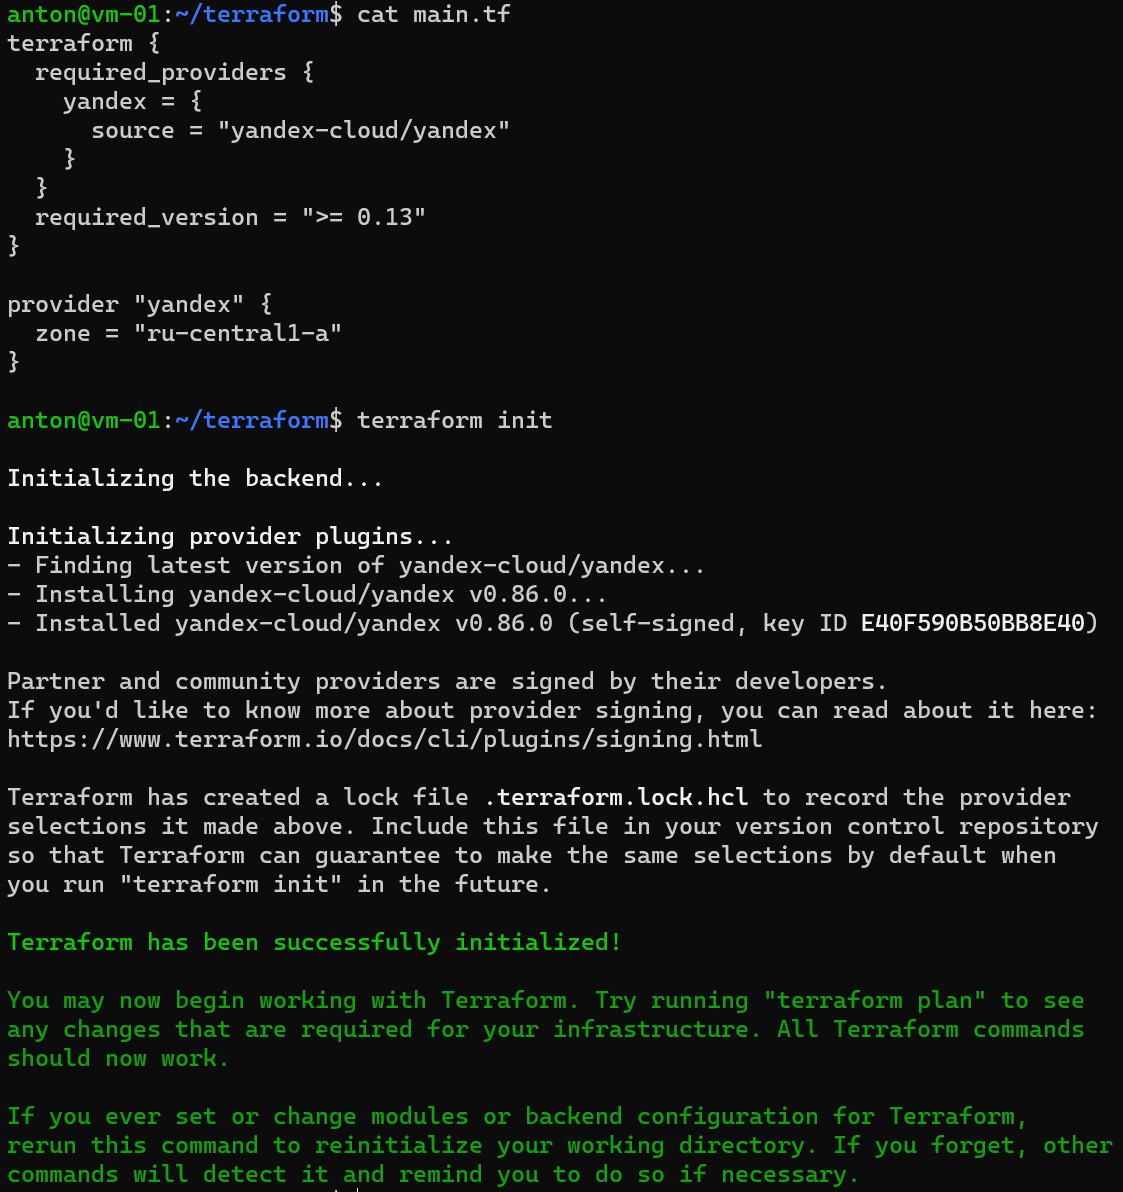 anton@vm-01:~/terraform$ cat main.tf
terraform {
  required_providers {
    yandex = {
      source = "yandex-cloud/yandex"
    }
  }
  required_version = ">= 0.13"
}

provider "yandex" {
  zone = "ru-central1-a"
}

anton@vm-01:~/terraform$ terraform init

Initializing the backend...

Initializing provider plugins...
- Finding latest version of yandex-cloud/yandex...
- Installing yandex-cloud/yandex v0.86.0...
- Installed yandex-cloud/yandex v0.86.0 (self-signed, key ID E40F590B50BB8E40)

Partner and community providers are signed by their developers.
If you'd like to know more about provider signing, you can read about it here:
https://www.terraform.io/docs/cli/plugins/signing.html

Terraform has created a lock file .terraform.lock.hcl to record the provider
selections it made above. Include this file in your version control repository
so that Terraform can guarantee to make the same selections by default when
you run "terraform init" in the future.

Terraform has been successfully initialized!

You may now begin working with Terraform. Try running "terraform plan" to see
any changes that are required for your infrastructure. All Terraform commands
should now work.

If you ever set or change modules or backend configuration for Terraform,
rerun this command to reinitialize your working directory. If you forget, other
commands will detect it and remind you to do so if necessary.